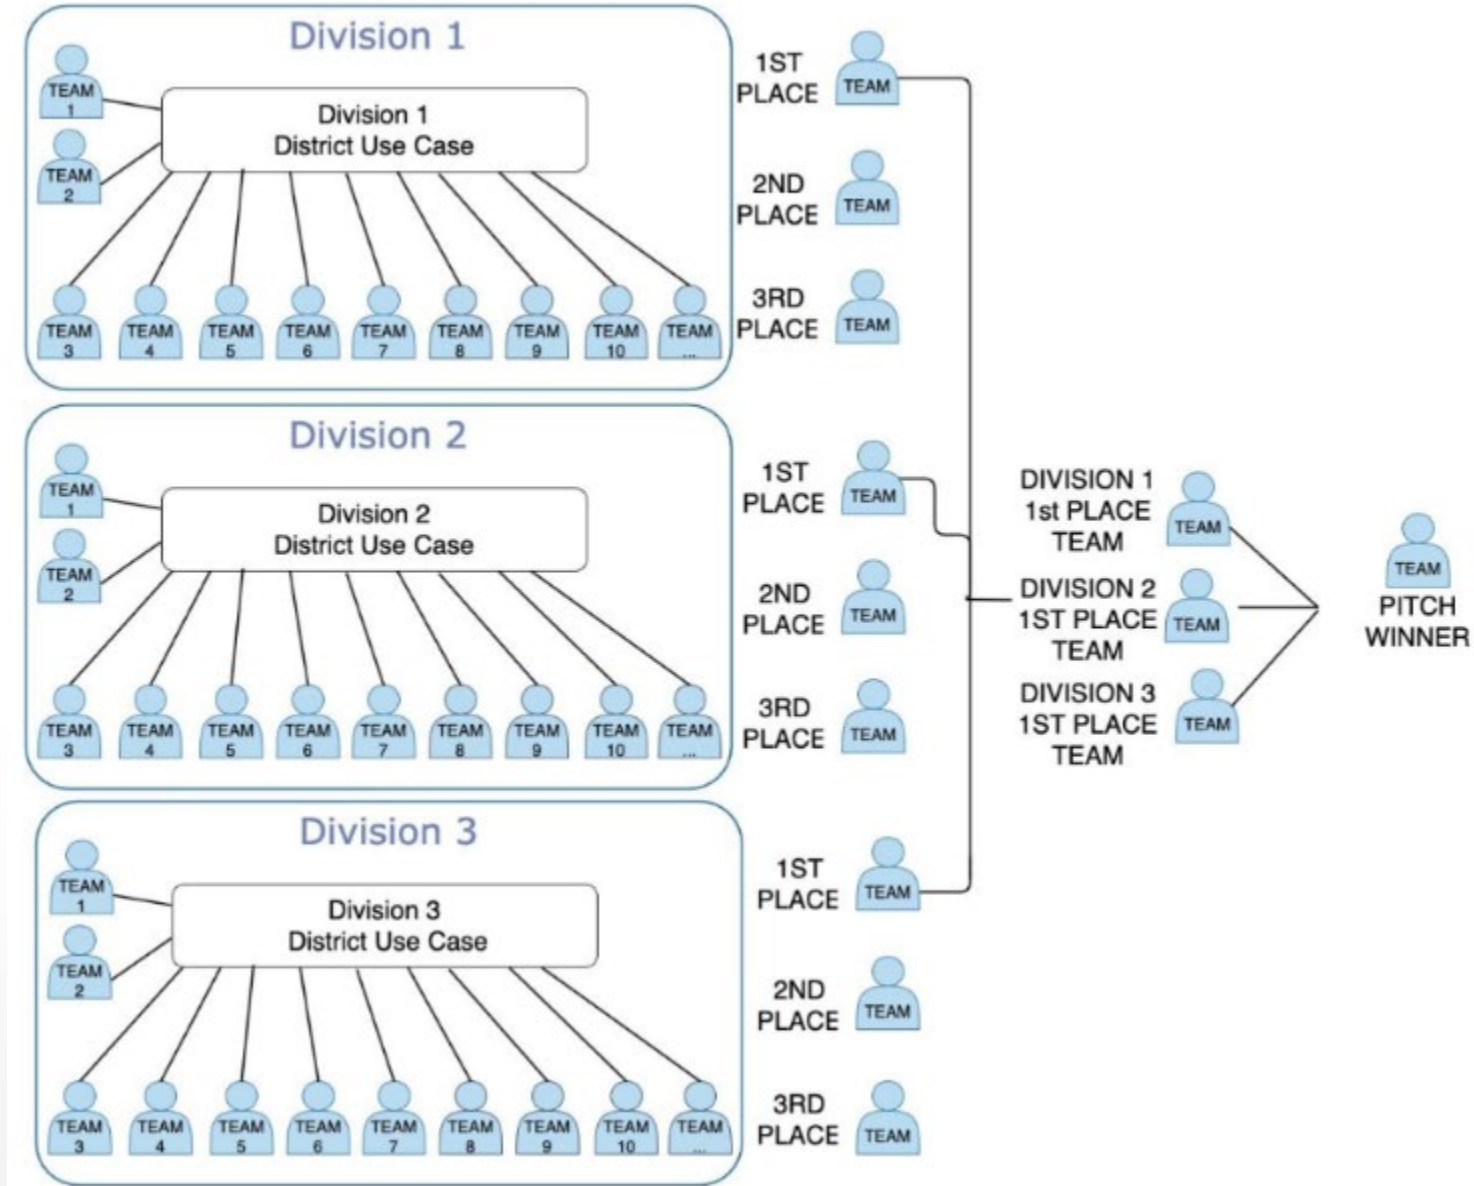 Division 1
TEAM
1
TEAM
2
Division 1
District Use Case
TEAM
3
TEAM
4
TEAM
5
TEAM
6
TEAM
7
TEAM
8
TEAM
9
TEAM
10
TEAM
...
1ST
PLACE
TEAM
2ND
PLACE
TEAM
3RD
PLACE
TEAM
Division 2
TEAM
1
TEAM
2
Division 2
District Use Case
TEAM
3
TEAM
4
TEAM
5
TEAM
6
TEAM
7
TEAM
8
TEAM
9
TEAM
10
TEAM
...
1ST
PLACE
TEAM
2ND
PLACE
TEAM
3RD
PLACE
TEAM
Division 3
TEAM
1
TEAM
2
Division 3
District Use Case
TEAM
3
TEAM
4
TEAM
5
TEAM
6
TEAM
7
TEAM
8
TEAM
9
TEAM
10
TEAM
...
1ST
PLACE
TEAM
2ND
PLACE
TEAM
3RD
PLACE
TEAM
DIVISION 1
1st PLACE
TEAM
TEAM
DIVISION 2
1ST PLACE
TEAM
TEAM
DIVISION 3
1ST PLACE
TEAM
TEAM
TEAM
PITCH
WINNER